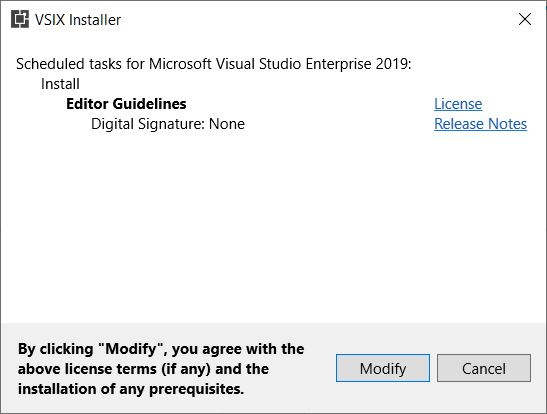 VSIX Installer
Scheduled tasks for Microsoft Visual Studio Enterprise 2019:
Install
Editor Guidelines License
Digital Signature: None Release Notes
By clicking "Modify", you agree with the
above license terms (if any) and the
installation of any prerequisites.
Modify Cancel